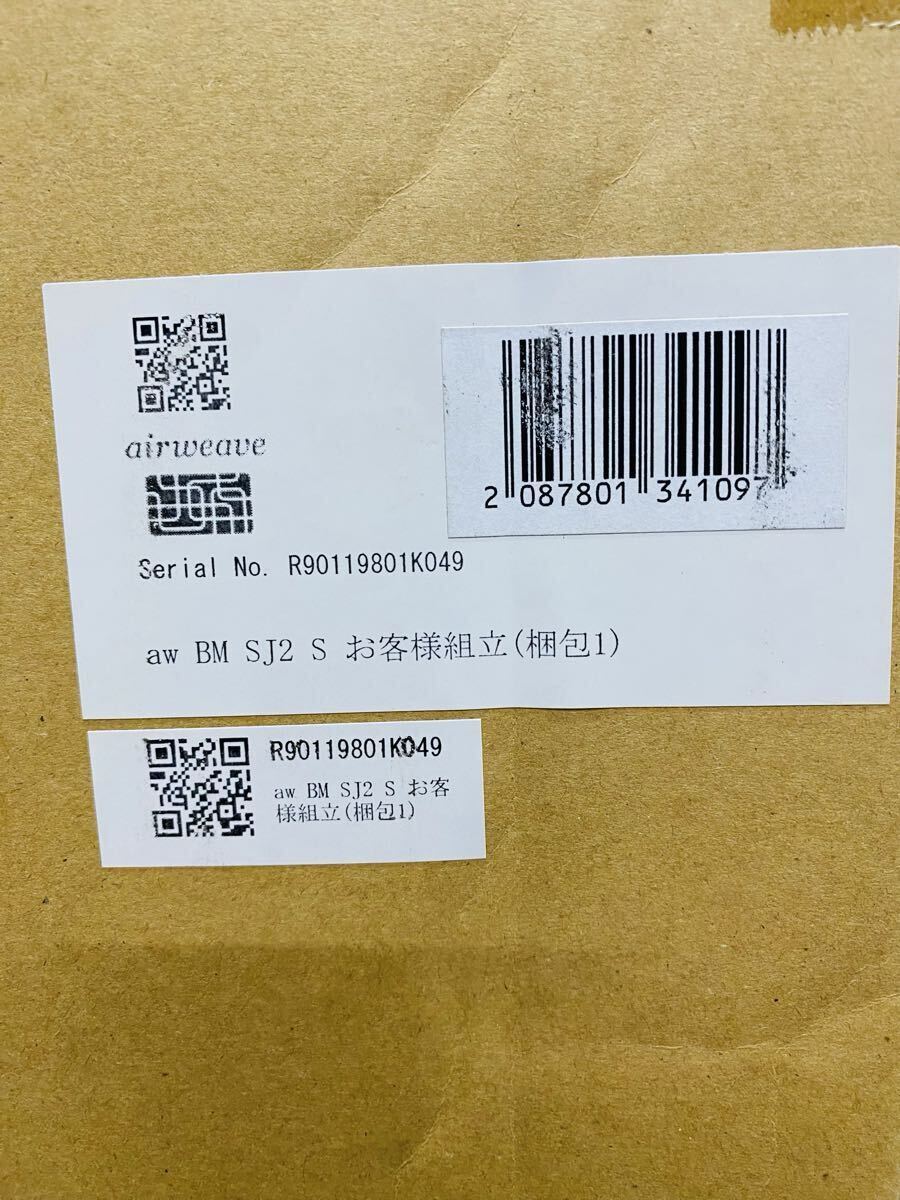 airweave
2 087801 341097
Serial No. R90119801K049
aw BM SJ2 S お客様組立(梱包1)
R90119801K049
aw BM SJ2 S お客
様組立(梱包1)